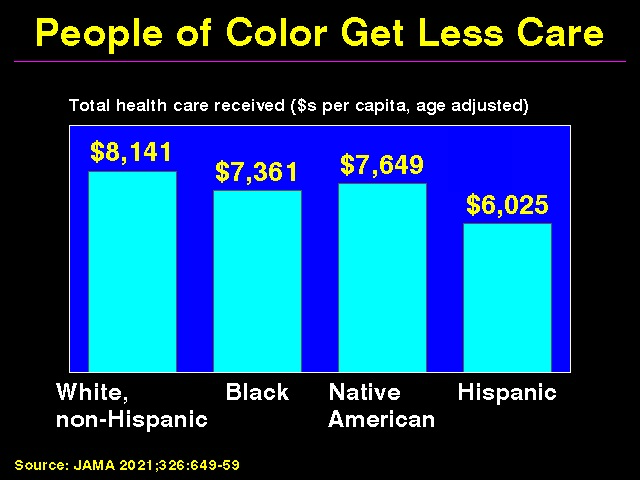 People of Color Get Less Care
Total health care received ($s per capita, age adjusted)
$8,141
$7,361
$7,649
$6,025
White,
non-Hispanic
Black
Native
American
Hispanic
Source: JAMA 2021;326:649-59